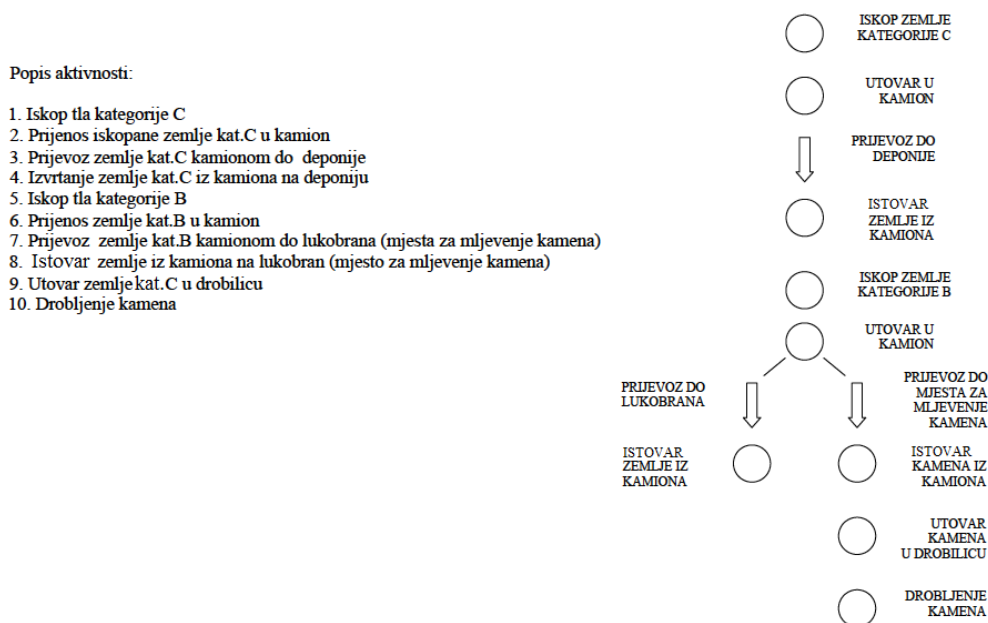 Popis aktivnosti:
1. Iskop tla kategorije C
2. Prijenos iskopane zemlje kat.C u kamion
3. Prijevoz zemlje kat.C kamionom do deponije
4. Izvrtanje zemlje kat.C iz kamiona na deponiju
5. Iskop tla kategorije B
6. Prijenos zemlje kat.B u kamion
7. Prijevoz zemlje kat.B kamionom do lukobrana (mjesta za mljevenje kamena)
8. Istovar zemlje iz kamiona na lukobran (mjesto za mljevenje kamena)
9. Utovar zemlje kat.C u drobilicu
10. Drobljenje kamena
ISKOP ZEMLJE
KATEGORIJE C
UTOVAR U
KAMION
PRIJEVOZ DO
DEPONIJE
ISTOVAR
ZEMLJE IZ
KAMIONA
ISKOP ZEMLJE
KATEGORIJE B
UTOVAR U
KAMION
PRIJEVOZ DO
LUKOBRANA
PRIJEVOZ DO
MJESTA ZA
MLJEVENJE
KAMENA
ISTOVAR
ZEMLJE IZ
KAMIONA
ISTOVAR
KAMENA IZ
KAMIONA
UTOVAR
KAMENA
U DROBILICU
DROBLJENJE
KAMENA